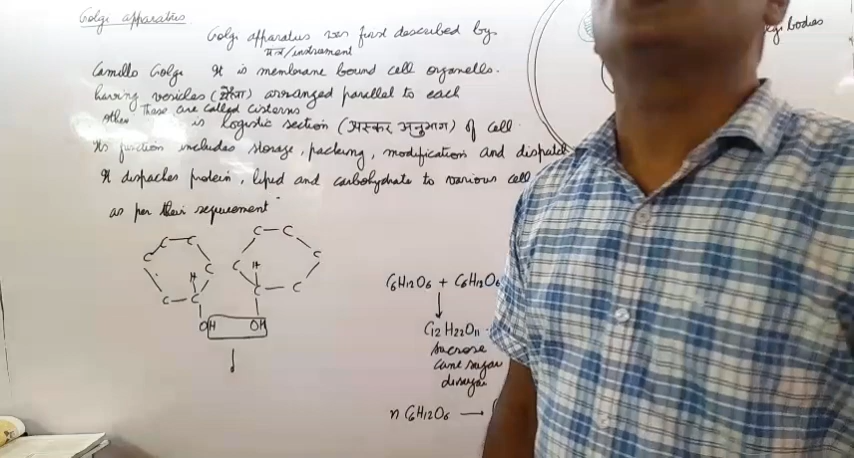 Golgi apparatus
Golgi apparatus was first described by
यंत्र/instrument
Camillo Golgi It is membrane bound cell organelle.
having vesicles (थैला) arranged parallel to each
other These are called cisterns
is Logistic section (अस्कर अनुभाग) of cell.
Its function includes storage, packing, modification and dispatch
It dispaches protein, lipid and carbohydrate to various cell
as per their requirement
gi bodies
C-C
C-C
C
C
C
C
H
H
C-C
C-C
OH
OH
C6H12O6 + C6H12O6
C12H22O11
sucrose
cane sugar
disugar
n C6H12O6 →